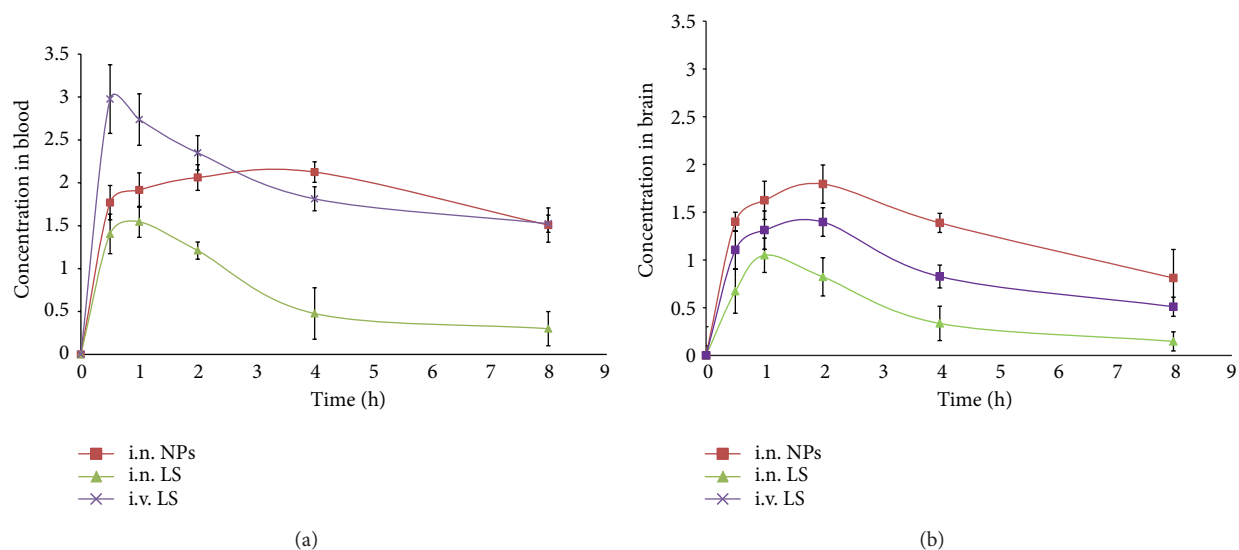 3.5
3
2.5
2
1.5
1
0.5
0
Concentration in blood
0 1 2 3 4 5 6 7 8 9
Time (h)
i.n. NPs
i.n. LS
i.v. LS
(a)
3.5
3
2.5
2
1.5
1
0.5
0
Concentration in brain
0 1 2 3 4 5 6 7 8 9
Time (h)
i.n. NPs
i.n. LS
i.v. LS
(b)